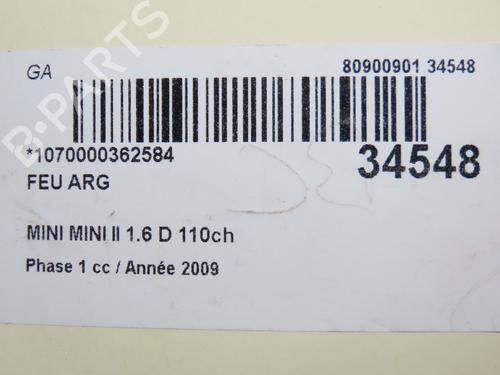 GA
80900901 34548
*1070000362584
34548
FEU ARG
MINI MINI II 1.6 D 110ch
Phase 1 cc / Année 2009
B-PARTS